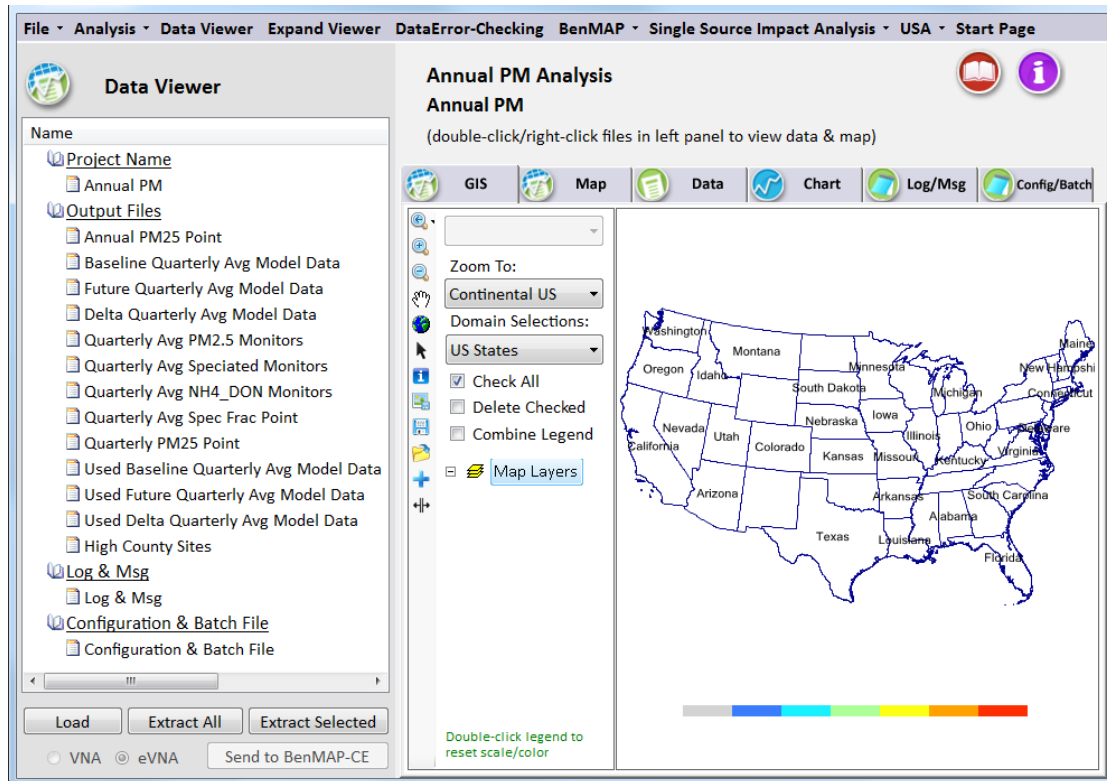 File Analysis Data Viewer Expand Viewer DataError-Checking BenMAP Single Source Impact Analysis USA Start Page
Data Viewer
Name
Project Name
Annual PM
Output Files
Annual PM25 Point
Baseline Quarterly Avg Model Data
Future Quarterly Avg Model Data
Delta Quarterly Avg Model Data
Quarterly Avg PM2.5 Monitors
Quarterly Avg Speciated Monitors
Quarterly Avg NH4_DON Monitors
Quarterly Avg Spec Frac Point
Quarterly PM25 Point
Used Baseline Quarterly Avg Model Data
Used Future Quarterly Avg Model Data
Used Delta Quarterly Avg Model Data
High County Sites
Log & Msg
Log & Msg
Configuration & Batch File
Configuration & Batch File
Load Extract All Extract Selected
VNA eVNA Send to BenMAP-CE
Annual PM Analysis
Annual PM
(double-click/right-click files in left panel to view data & map)
GIS Map Data Chart Log/Msg Config/Batch
Zoom To:
Continental US
Domain Selections:
US States
Check All
Delete Checked
Combine Legend
Map Layers
Double-click legend to
reset scale/color
Washington
Montana
Maine
Oregon
Idaho
Minnesota
New Hampshi
South Dakota
Michigan
Connecticut
Nebraska
Iowa
Nevada
Utah
Colorado
Illinois
Ohio
Delaware
California
Kansas
Missouri
Kentucky
Virginia
Arizona
Arkansas
South Carolina
Alabama
Texas
Louisiana
Florida